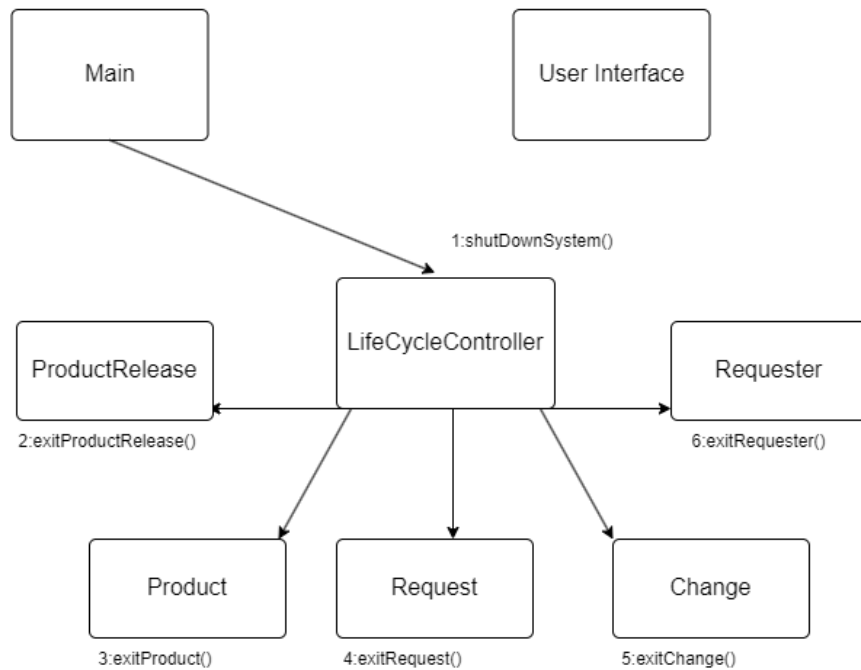 Main
User Interface
1:shutDownSystem()
LifeCycleController
ProductRelease
Requester
2:exitProductRelease()
6:exitRequester()
Product
Request
Change
3:exitProduct()
4:exitRequest()
5:exitChange()